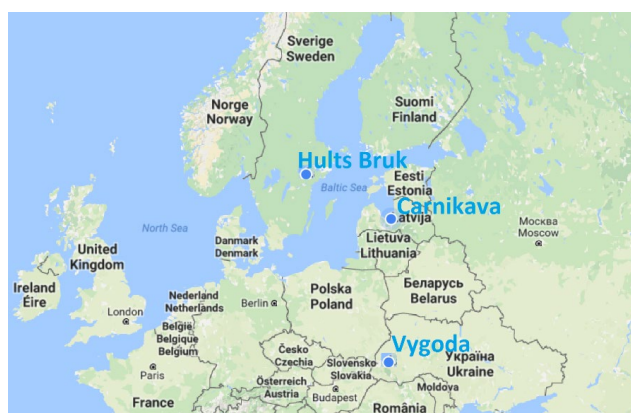 Sverige
Sweden
Norge
Norway
Suomi
Finland
Hults Bruk
Baltic Sea
Eesti
Estonia
Carnikava
Latvija
North Sea
Danmark
Denmark
Lietuva
Lithuania
Москва
Moscow
United
Kingdom
Ireland
Éire
London
Nederland
Netherlands
Berlin
Polska
Poland
Беларусь
Belarus
België
Belgique
Belgium
Paris
Česko
Czechia
Vygoda
Slovensko
Slovakia
Україна
Ukraine
Österreich
Austria
Budapest
Moldova
France
România